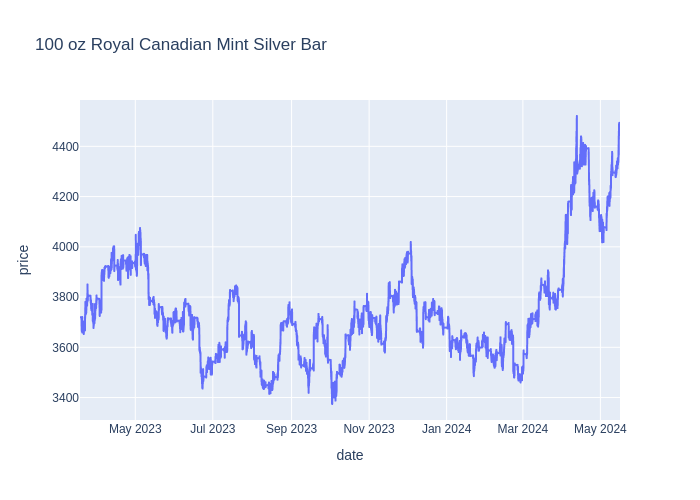 100 oz Royal Canadian Mint Silver Bar
price
4400
4200
4000
3800
3600
3400
May 2023 Jul 2023 Sep 2023 Nov 2023 Jan 2024 Mar 2024 May 2024
date